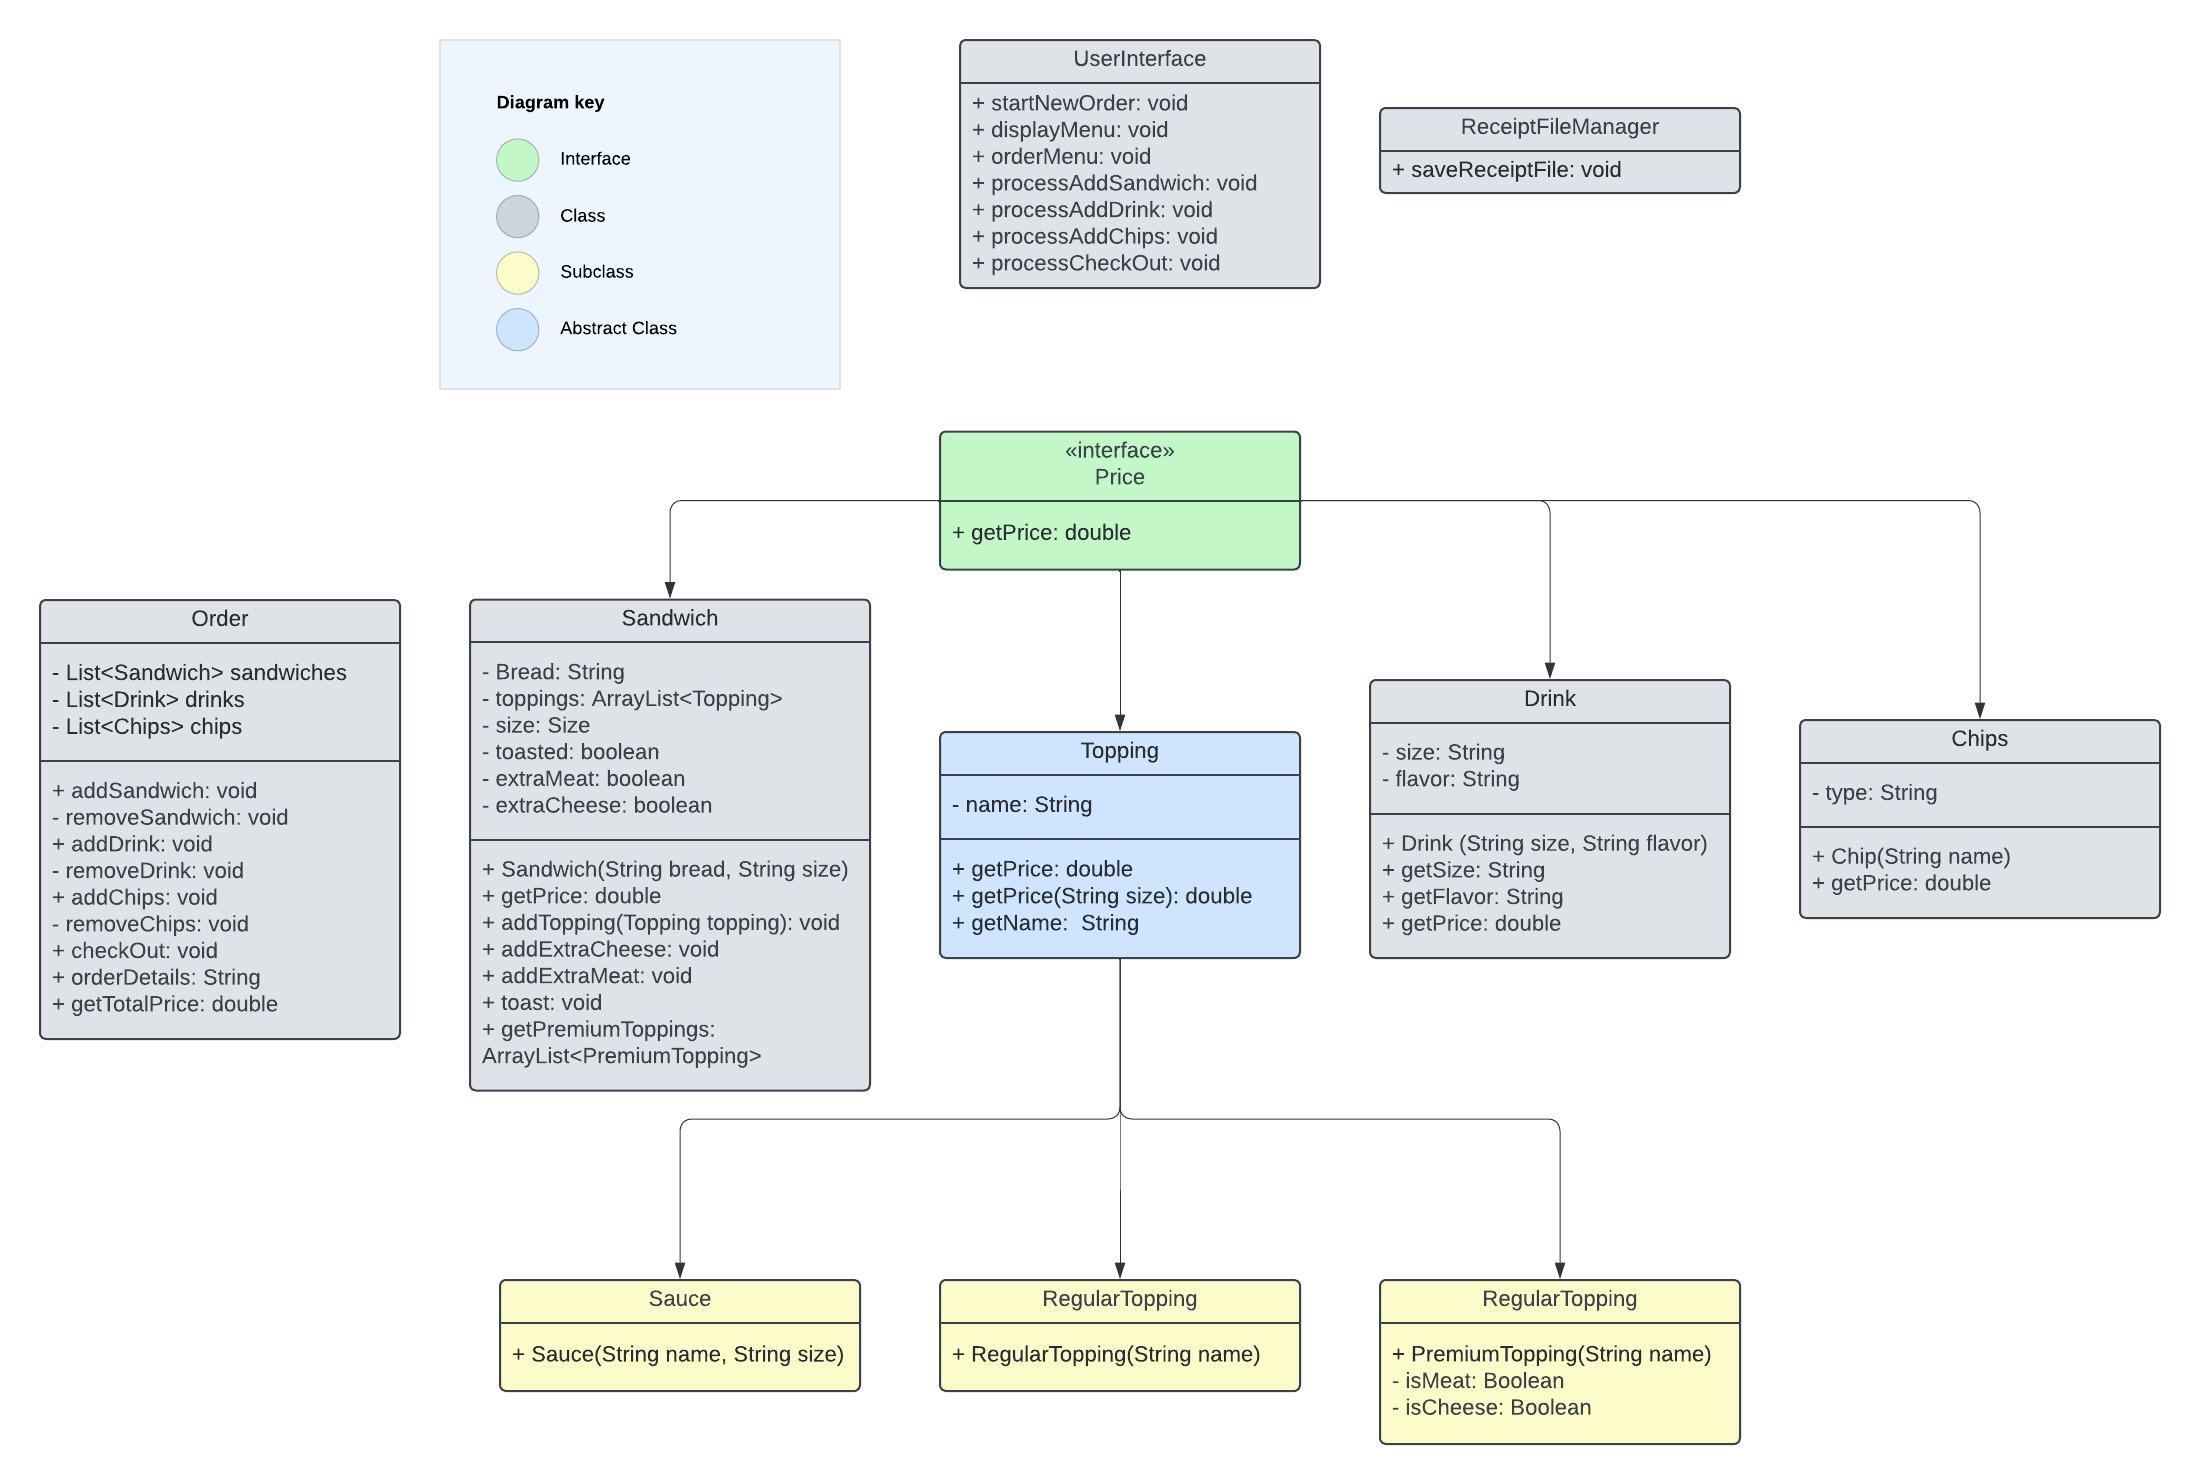 Diagram key
Interface
Class
Subclass
Abstract Class
UserInterface
+ startNewOrder: void
+ displayMenu: void
+ orderMenu: void
+ processAddSandwich: void
+ processAddDrink: void
+ processAddChips: void
+ processCheckOut: void
ReceiptFileManager
+ saveReceiptFile: void
«interface»
Price
+ getPrice: double
Order
- List<Sandwich> sandwiches
- List<Drink> drinks
- List<Chips> chips
+ addSandwich: void
- removeSandwich: void
+ addDrink: void
- removeDrink: void
+ addChips: void
- removeChips: void
+ checkOut: void
+ orderDetails: String
+ getTotalPrice: double
Sandwich
- Bread: String
- toppings: ArrayList<Topping>
- size: Size
- toasted: boolean
- extraMeat: boolean
- extraCheese: boolean
+ Sandwich(String bread, String size)
+ getPrice: double
+ addTopping(Topping topping): void
+ addExtraCheese: void
+ addExtraMeat: void
+ toast: void
+ getPremiumToppings:
ArrayList<PremiumTopping>
Topping
- name: String
+ getPrice: double
+ getPrice(String size): double
+ getName:  String
Drink
- size: String
- flavor: String
+ Drink (String size, String flavor)
+ getSize: String
+ getFlavor: String
+ getPrice: double
Chips
- type: String
+ Chip(String name)
+ getPrice: double
Sauce
+ Sauce(String name, String size)
RegularTopping
+ RegularTopping(String name)
RegularTopping
+ PremiumTopping(String name)
- isMeat: Boolean
- isCheese: Boolean